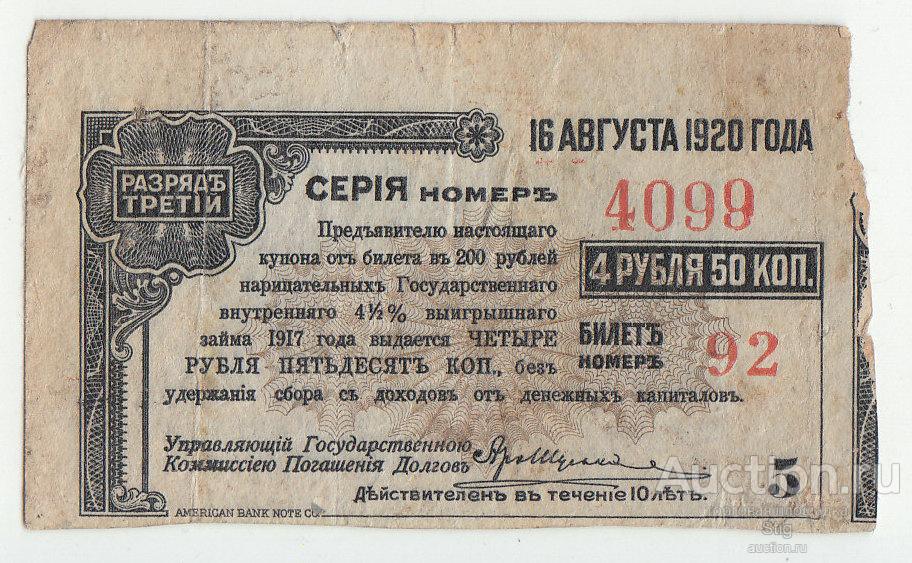 16 АВГУСТА 1920 ГОДА
РАЗРЯДЪ
ТРЕТІЙ
СЕРІЯ НОМЕРЪ
4099
Предъявителю настоящаго
купона отъ билета въ 200 рублей
нарицательныхъ Государственнаго
внутренняго 4½% выигрышнаго
займа 1917 года выдается ЧЕТЫРЕ
РУБЛЯ ПЯТЬДЕСЯТЪ КОП., безъ
удержанія сбора съ доходовъ отъ денежныхъ капиталовъ.
4 РУБЛЯ 50 КОП.
БИЛЕТЪ
НОМЕРЪ
92
Управляющій Государственною
Коммиссіею Погашенія Долговъ
Дѣйствителенъ въ теченіе 10 лѣтъ.
5
AMERICAN BANK NOTE CO.
Auction.ru
Stig
auction.ru